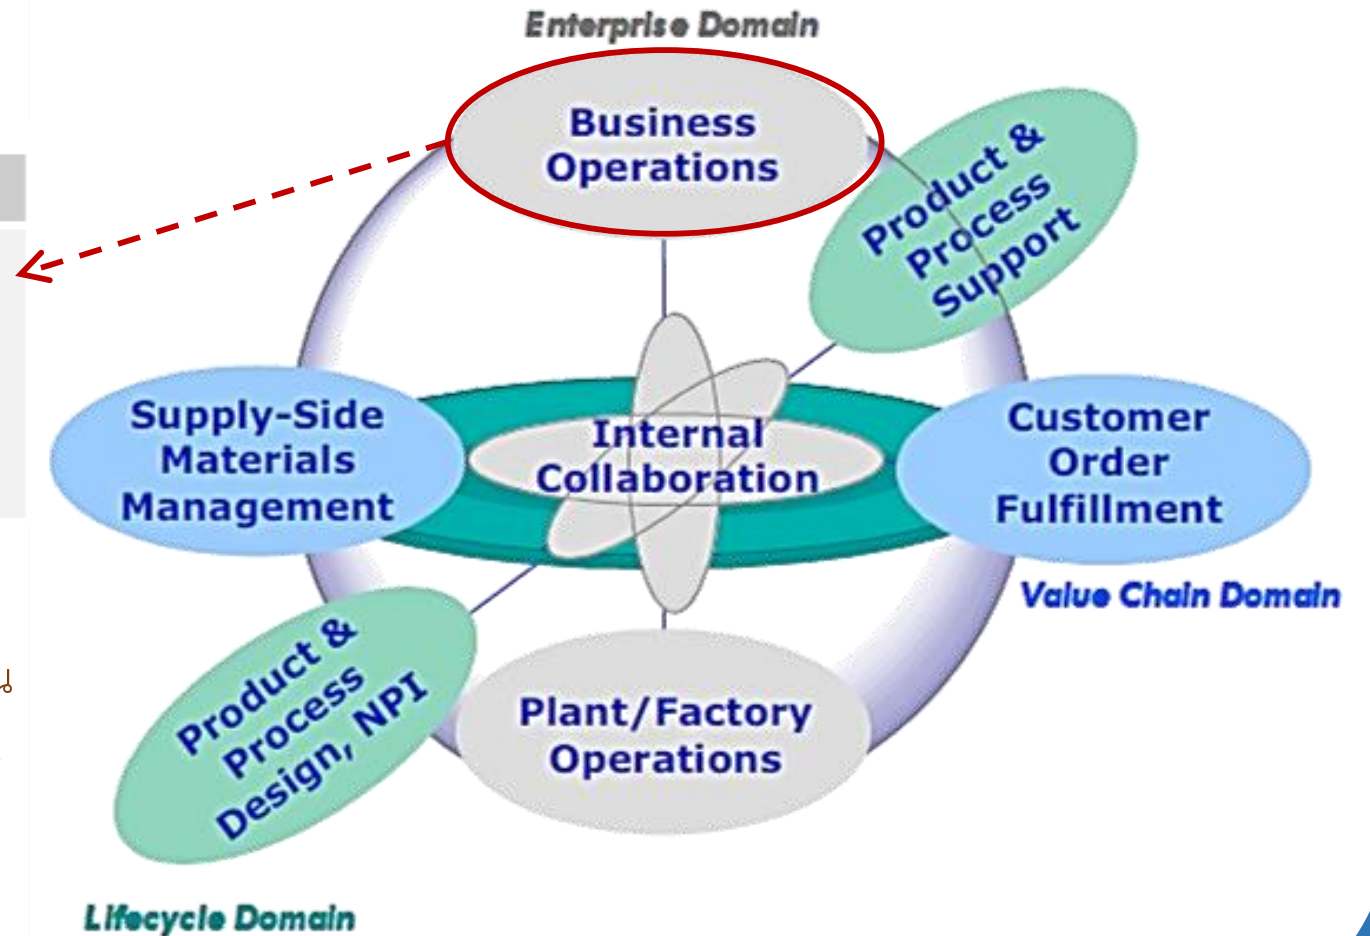 Enterprise Domain
Business
Operations
Product &
Process
Support
Supply-Side
Materials
Management
Internal
Collaboration
Customer
Order
Fulfillment
Value Chain Domain
Product &
Process
Design, NPI
Plant/Factory
Operations
Lifecycle Domain